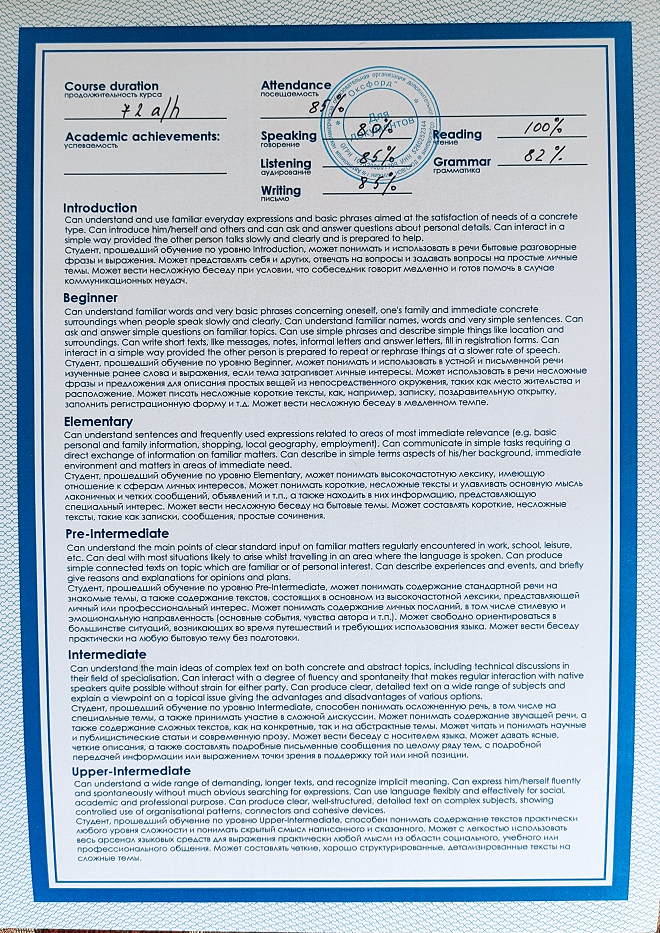 Course duration
продолжительность курса
72 a/h
Attendance
посещаемость
85%
Academic achievements:
успеваемость
Speaking
говорение
80%
Reading
чтение
100%
Listening
аудирование
85%
Grammar
грамматика
82%
Writing
письмо
85%
"Оксфорд"
Для
документов
Introduction
Can understand and use familiar everyday expressions and basic phrases aimed at the satisfaction of needs of a concrete
type. Can introduce him/herself and others and can ask and answer questions about personal details. Can interact in a
simple way provided the other person talks slowly and clearly and is prepared to help.
Студент, прошедший обучение по уровню Introduction, может понимать и использовать в речи бытовые разговорные
фразы и выражения. Может представлять себя и других, отвечать на вопросы и задавать вопросы на простые личные
темы. Может вести несложную беседу при условии, что собеседник говорит медленно и готов помочь в случае
коммуникационных неудач.
Beginner
Can understand familiar words and very basic phrases concerning oneself, one's family and immediate concrete
surroundings when people speak slowly and clearly. Can understand familiar names, words and very simple sentences. Can
ask and answer simple questions on familiar topics. Can use simple phrases and describe simple things like location and
surroundings. Can write short texts, like messages, notes, informal letters and answer letters, fill in registration forms. Can
interact in a simple way provided the other person is prepared to repeat or rephrase things at a slower rate of speech.
Студент, прошедший обучение по уровню Beginner, может понимать и использовать в устной и письменной речи
изученные ранее слова и выражения, если тема затрагивает личные интересы. Может использовать в речи несложные
фразы и предложения для описания простых вещей из непосредственного окружения, таких как место жительства и
расположение. Может писать несложные короткие тексты, как, например, записку, поздравительную открытку,
заполнить регистрационную форму и т.д. Может вести несложную беседу в медленном темпе.
Elementary
Can understand sentences and frequently used expressions related to areas of most immediate relevance (e.g. basic
personal and family information, shopping, local geography, employment). Can communicate in simple tasks requiring a
direct exchange of information on familiar matters. Can describe in simple terms aspects of his/her background, immediate
environment and matters in areas of immediate need.
Студент, прошедший обучение по уровню Elementary, может понимать высокочастотную лексику, имеющую
отношение к сферам личных интересов. Может понимать короткие, несложные тексты и улавливать основную мысль
лаконичных и четких сообщений, объявлений и т.п., а также находить в них информацию, представляющую
специальный интерес. Может вести несложную беседу на бытовые темы. Может составлять короткие, несложные
тексты, такие как записки, сообщения, простые сочинения.
Pre-Intermediate
Can understand the main points of clear standard input on familiar matters regularly encountered in work, school, leisure,
etc. Can deal with most situations likely to arise whilst travelling in an area where the language is spoken. Can produce
simple connected texts on topic which are familiar or of personal interest. Can describe experiences and events, and briefly
give reasons and explanations for opinions and plans.
Студент, прошедший обучение по уровню Pre-Intermediate, может понимать содержание стандартной речи на
знакомые темы, а также содержание текстов, состоящих в основном из высокочастотной лексики, представляющей
личный или профессиональный интерес. Может понимать содержание личных посланий, в том числе стилевую и
эмоциональную направленность (основные события, чувства автора и т.п.). Может свободно ориентироваться в
большинстве ситуаций, возникающих во время путешествий и требующих использования языка. Может вести беседу
практически на любую бытовую тему без подготовки.
Intermediate
Can understand the main ideas of complex text on both concrete and abstract topics, including technical discussions in
their field of specialisation. Can interact with a degree of fluency and spontaneity that makes regular interaction with native
speakers quite possible without strain for either party. Can produce clear, detailed text on a wide range of subjects and
explain a viewpoint on a topical issue giving the advantages and disadvantages of various options.
Студент, прошедший обучение по уровню Intermediate, способен понимать осложненную речь, в том числе на
специальные темы, а также принимать участие в сложной дискуссии. Может понимать содержание звучащей речи, а
также содержание сложных текстов, как на конкретные, так и на абстрактные темы. Может читать и понимать научные
и публицистические статьи и современную прозу. Может вести беседу с носителем языка. Может давать ясные,
четкие описания, а также составлять подробные письменные сообщения по целому ряду тем, с подробной
передачей информации или выражением точки зрения в поддержку той или иной позиции.
Upper-Intermediate
Can understand a wide range of demanding, longer texts, and recognize implicit meaning. Can express him/herself fluently
and spontaneously without much obvious searching for expressions. Can use language flexibly and effectively for social,
academic and professional purpose. Can produce clear, well-structured, detailed text on complex subjects, showing
controlled use of organisational patterns, connectors and cohesive devices.
Студент, прошедший обучение по уровню Upper-Intermediate, способен понимать содержание текстов практически
любого уровня сложности и понимать скрытый смысл написанного и сказанного. Может с легкостью использовать
весь арсенал языковых средств для выражения практически любой мысли из области социального, учебного или
профессионального общения. Может составлять четкие, хорошо структурированные, детализированные тексты на
сложные темы.